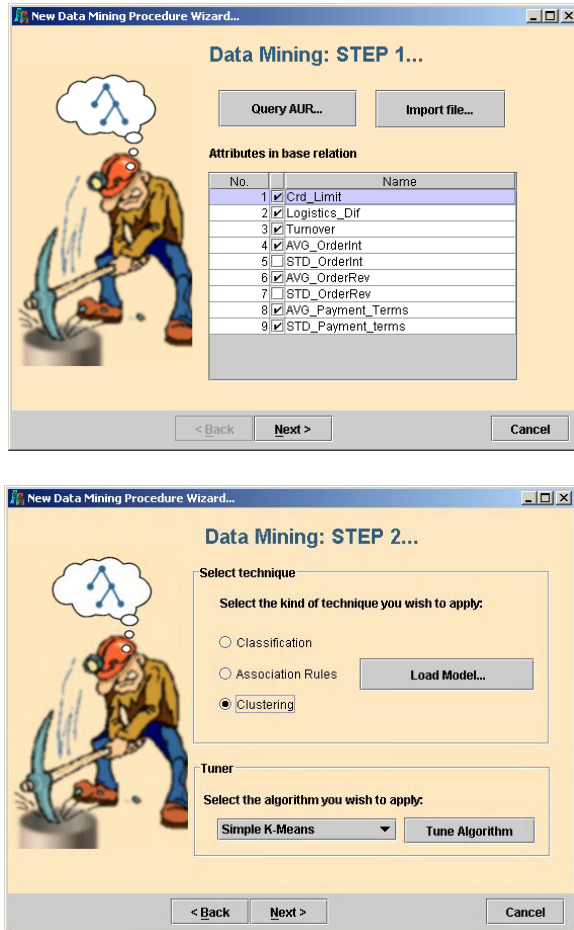 New Data Mining Procedure Wizard...
Data Mining: STEP 1...
Query AUR... Import file...
Attributes in base relation
No. Name
1 Crd_Limit
2 Logistics_Dif
3 Turnover
4 AVG_OrderInt
5 STD_OrderInt
6 AVG_OrderRev
7 STD_OrderRev
8 AVG_Payment_Terms
9 STD_Payment_terms
< Back Next > Cancel
New Data Mining Procedure Wizard...
Data Mining: STEP 2...
Select technique
Select the kind of technique you wish to apply:
Classification
Association Rules Load Model...
Clustering
Tuner
Select the algorithm you wish to apply:
Simple K-Means Tune Algorithm
< Back Next > Cancel